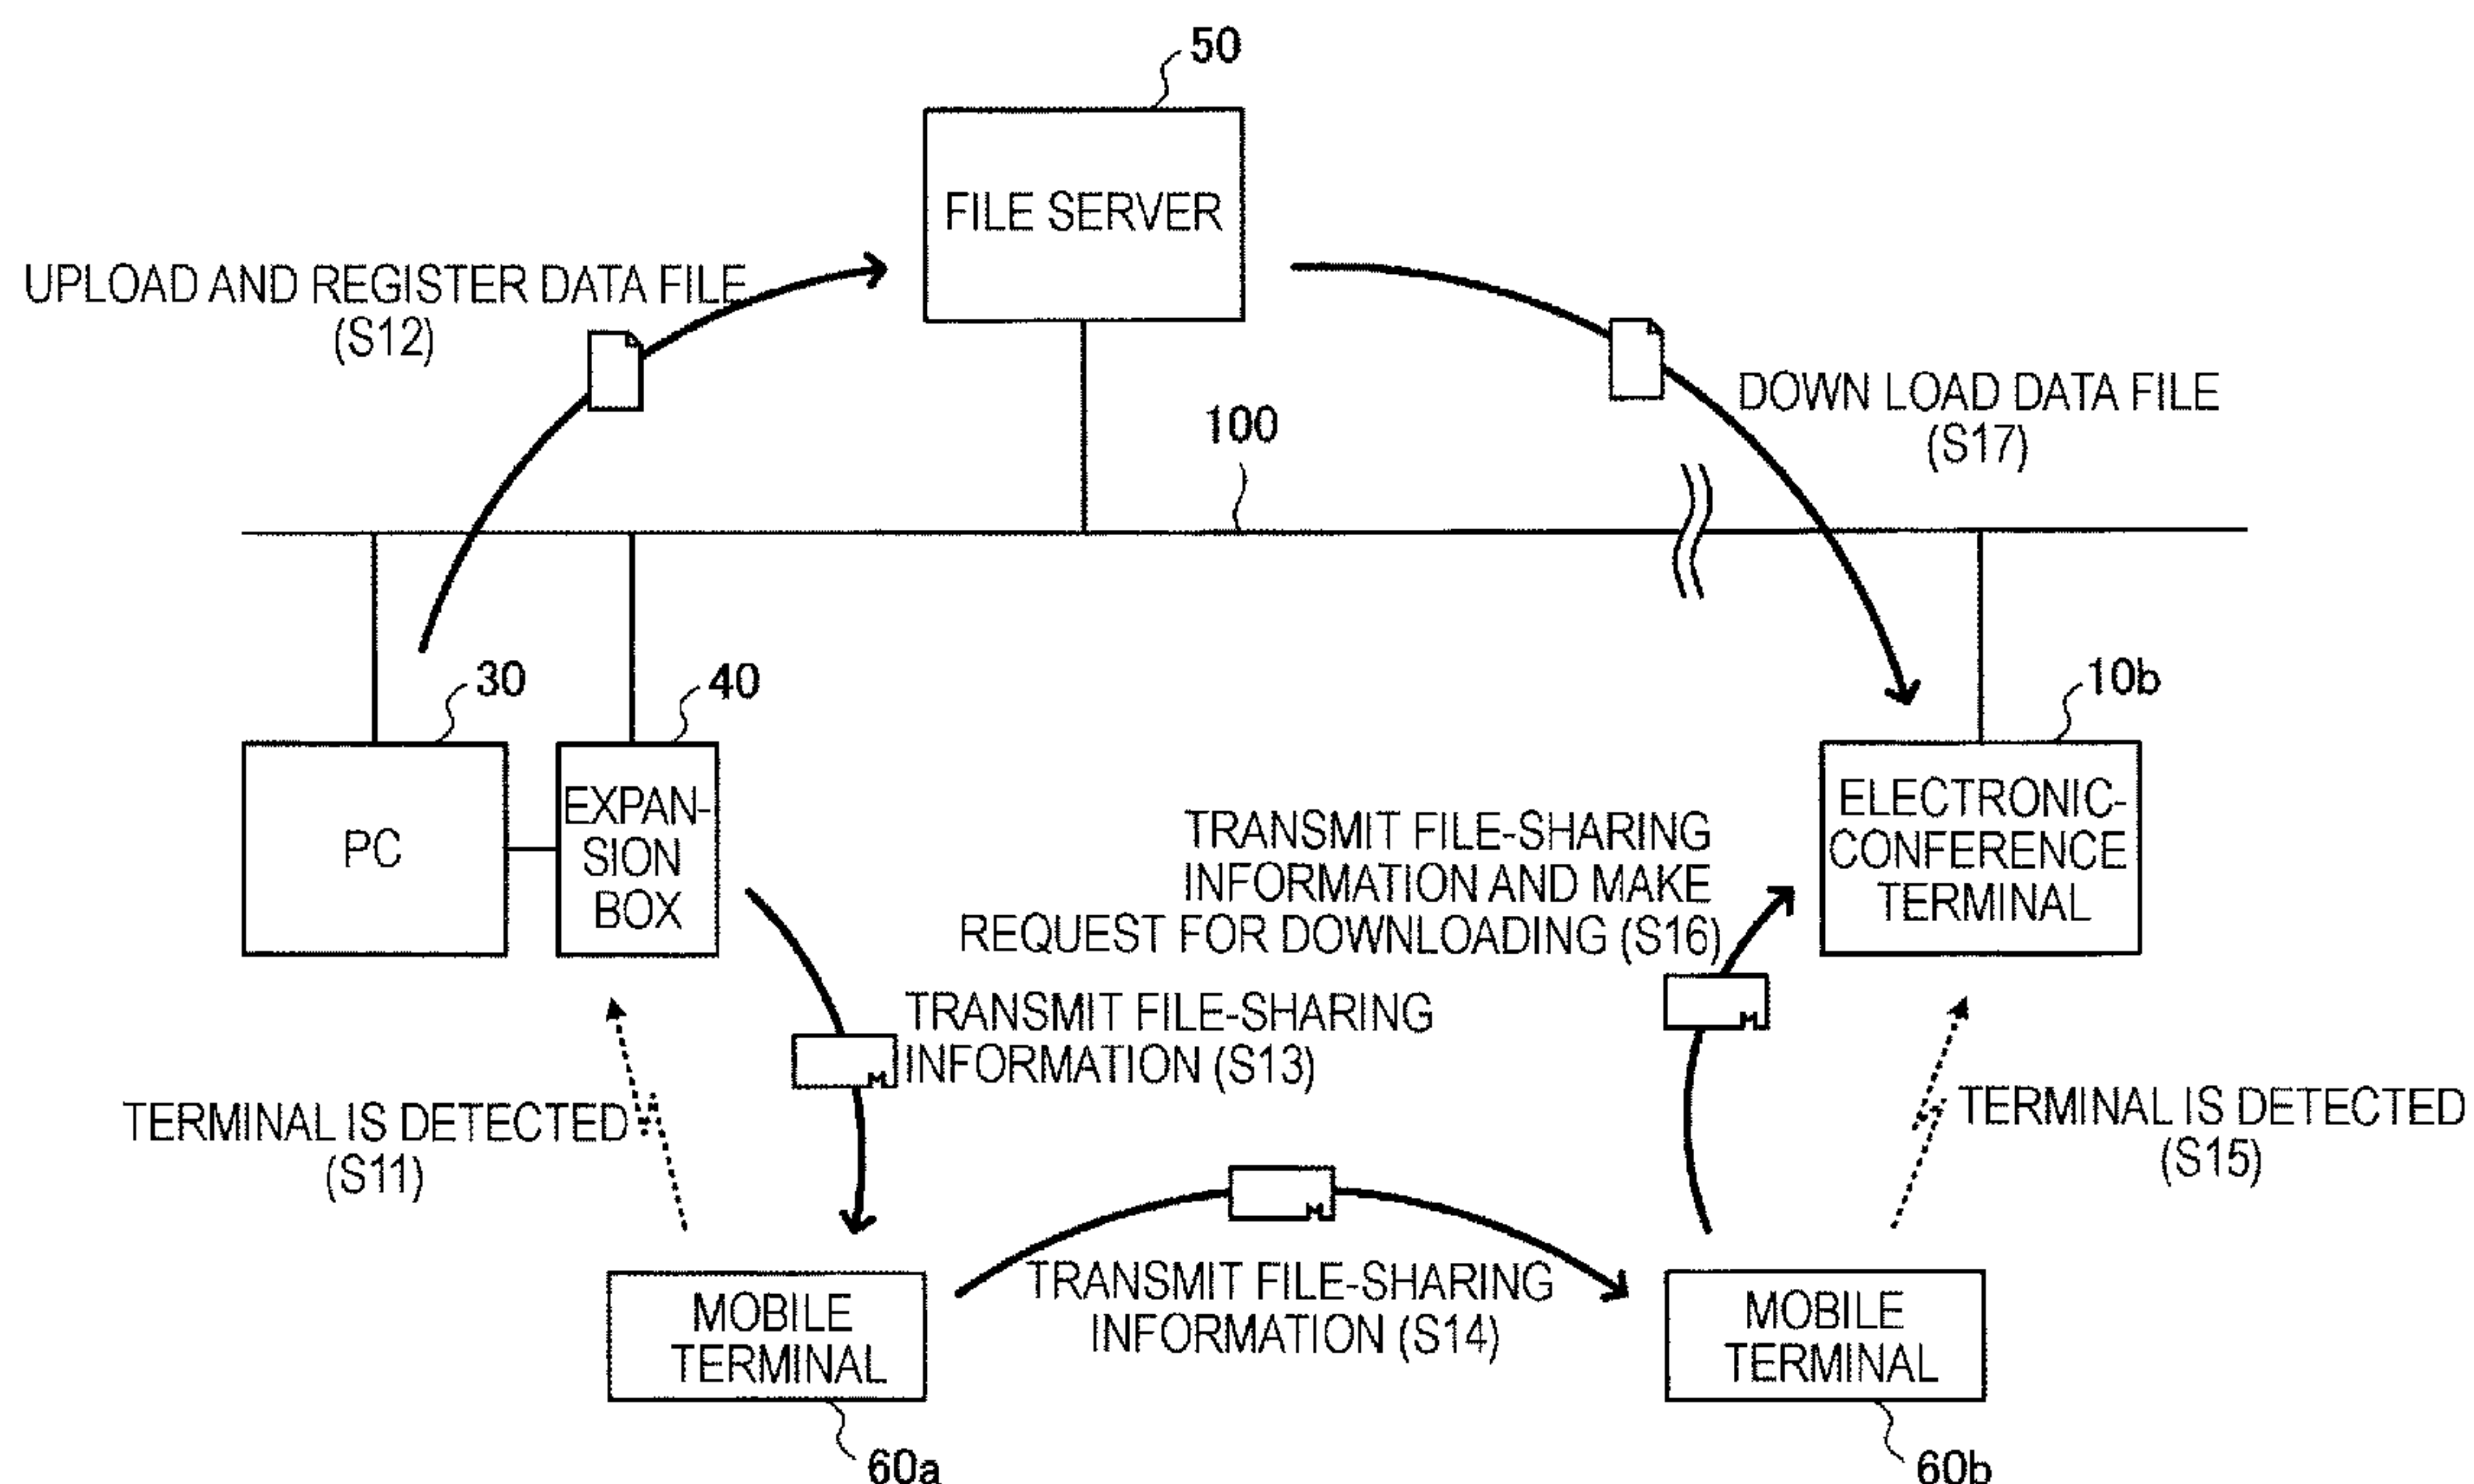 50
FILE SERVER
UPLOAD AND REGISTER DATA FILE
(S12)
DOWN LOAD DATA FILE
(S17)
100
30
40
10b
PC
EXPAN-
SION
BOX
ELECTRONIC-
CONFERENCE
TERMINAL
TRANSMIT FILE-SHARING
INFORMATION AND MAKE
REQUEST FOR DOWNLOADING (S16)
TRANSMIT FILE-SHARING
INFORMATION (S13)
TERMINAL IS DETECTED
(S11)
TERMINAL IS DETECTED
(S15)
TRANSMIT FILE-SHARING
INFORMATION (S14)
MOBILE
TERMINAL
MOBILE
TERMINAL
60a
60b